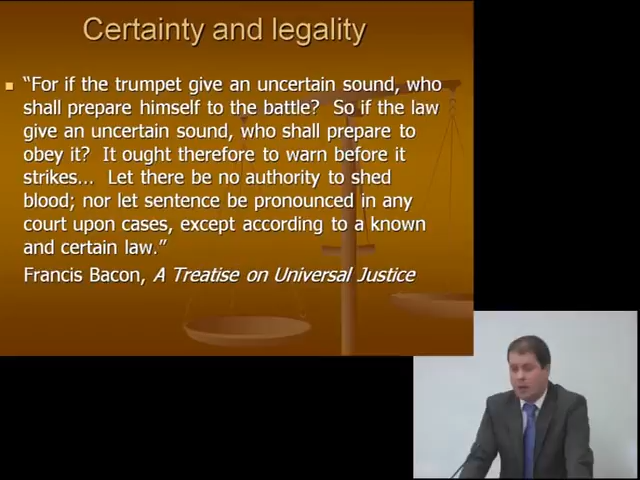 Certainty and legality
“For if the trumpet give an uncertain sound, who
shall prepare himself to the battle? So if the law
give an uncertain sound, who shall prepare to
obey it? It ought therefore to warn before it
strikes... Let there be no authority to shed
blood; nor let sentence be pronounced in any
court upon cases, except according to a known
and certain law.”
Francis Bacon, A Treatise on Universal Justice